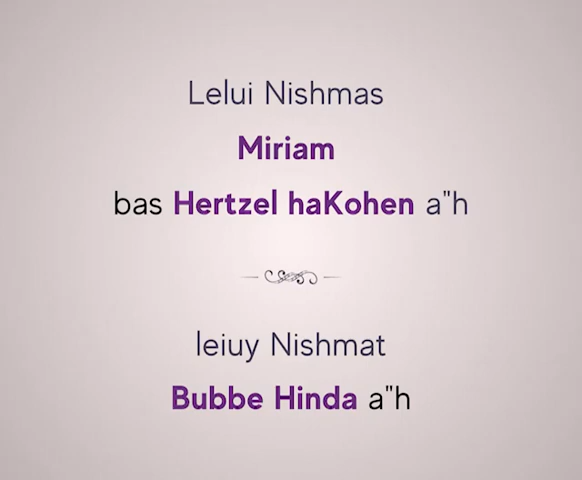 Lelui Nishmas
Miriam
bas Hertzel haKohen a"h
leiuy Nishmat
Bubbe Hinda a"h